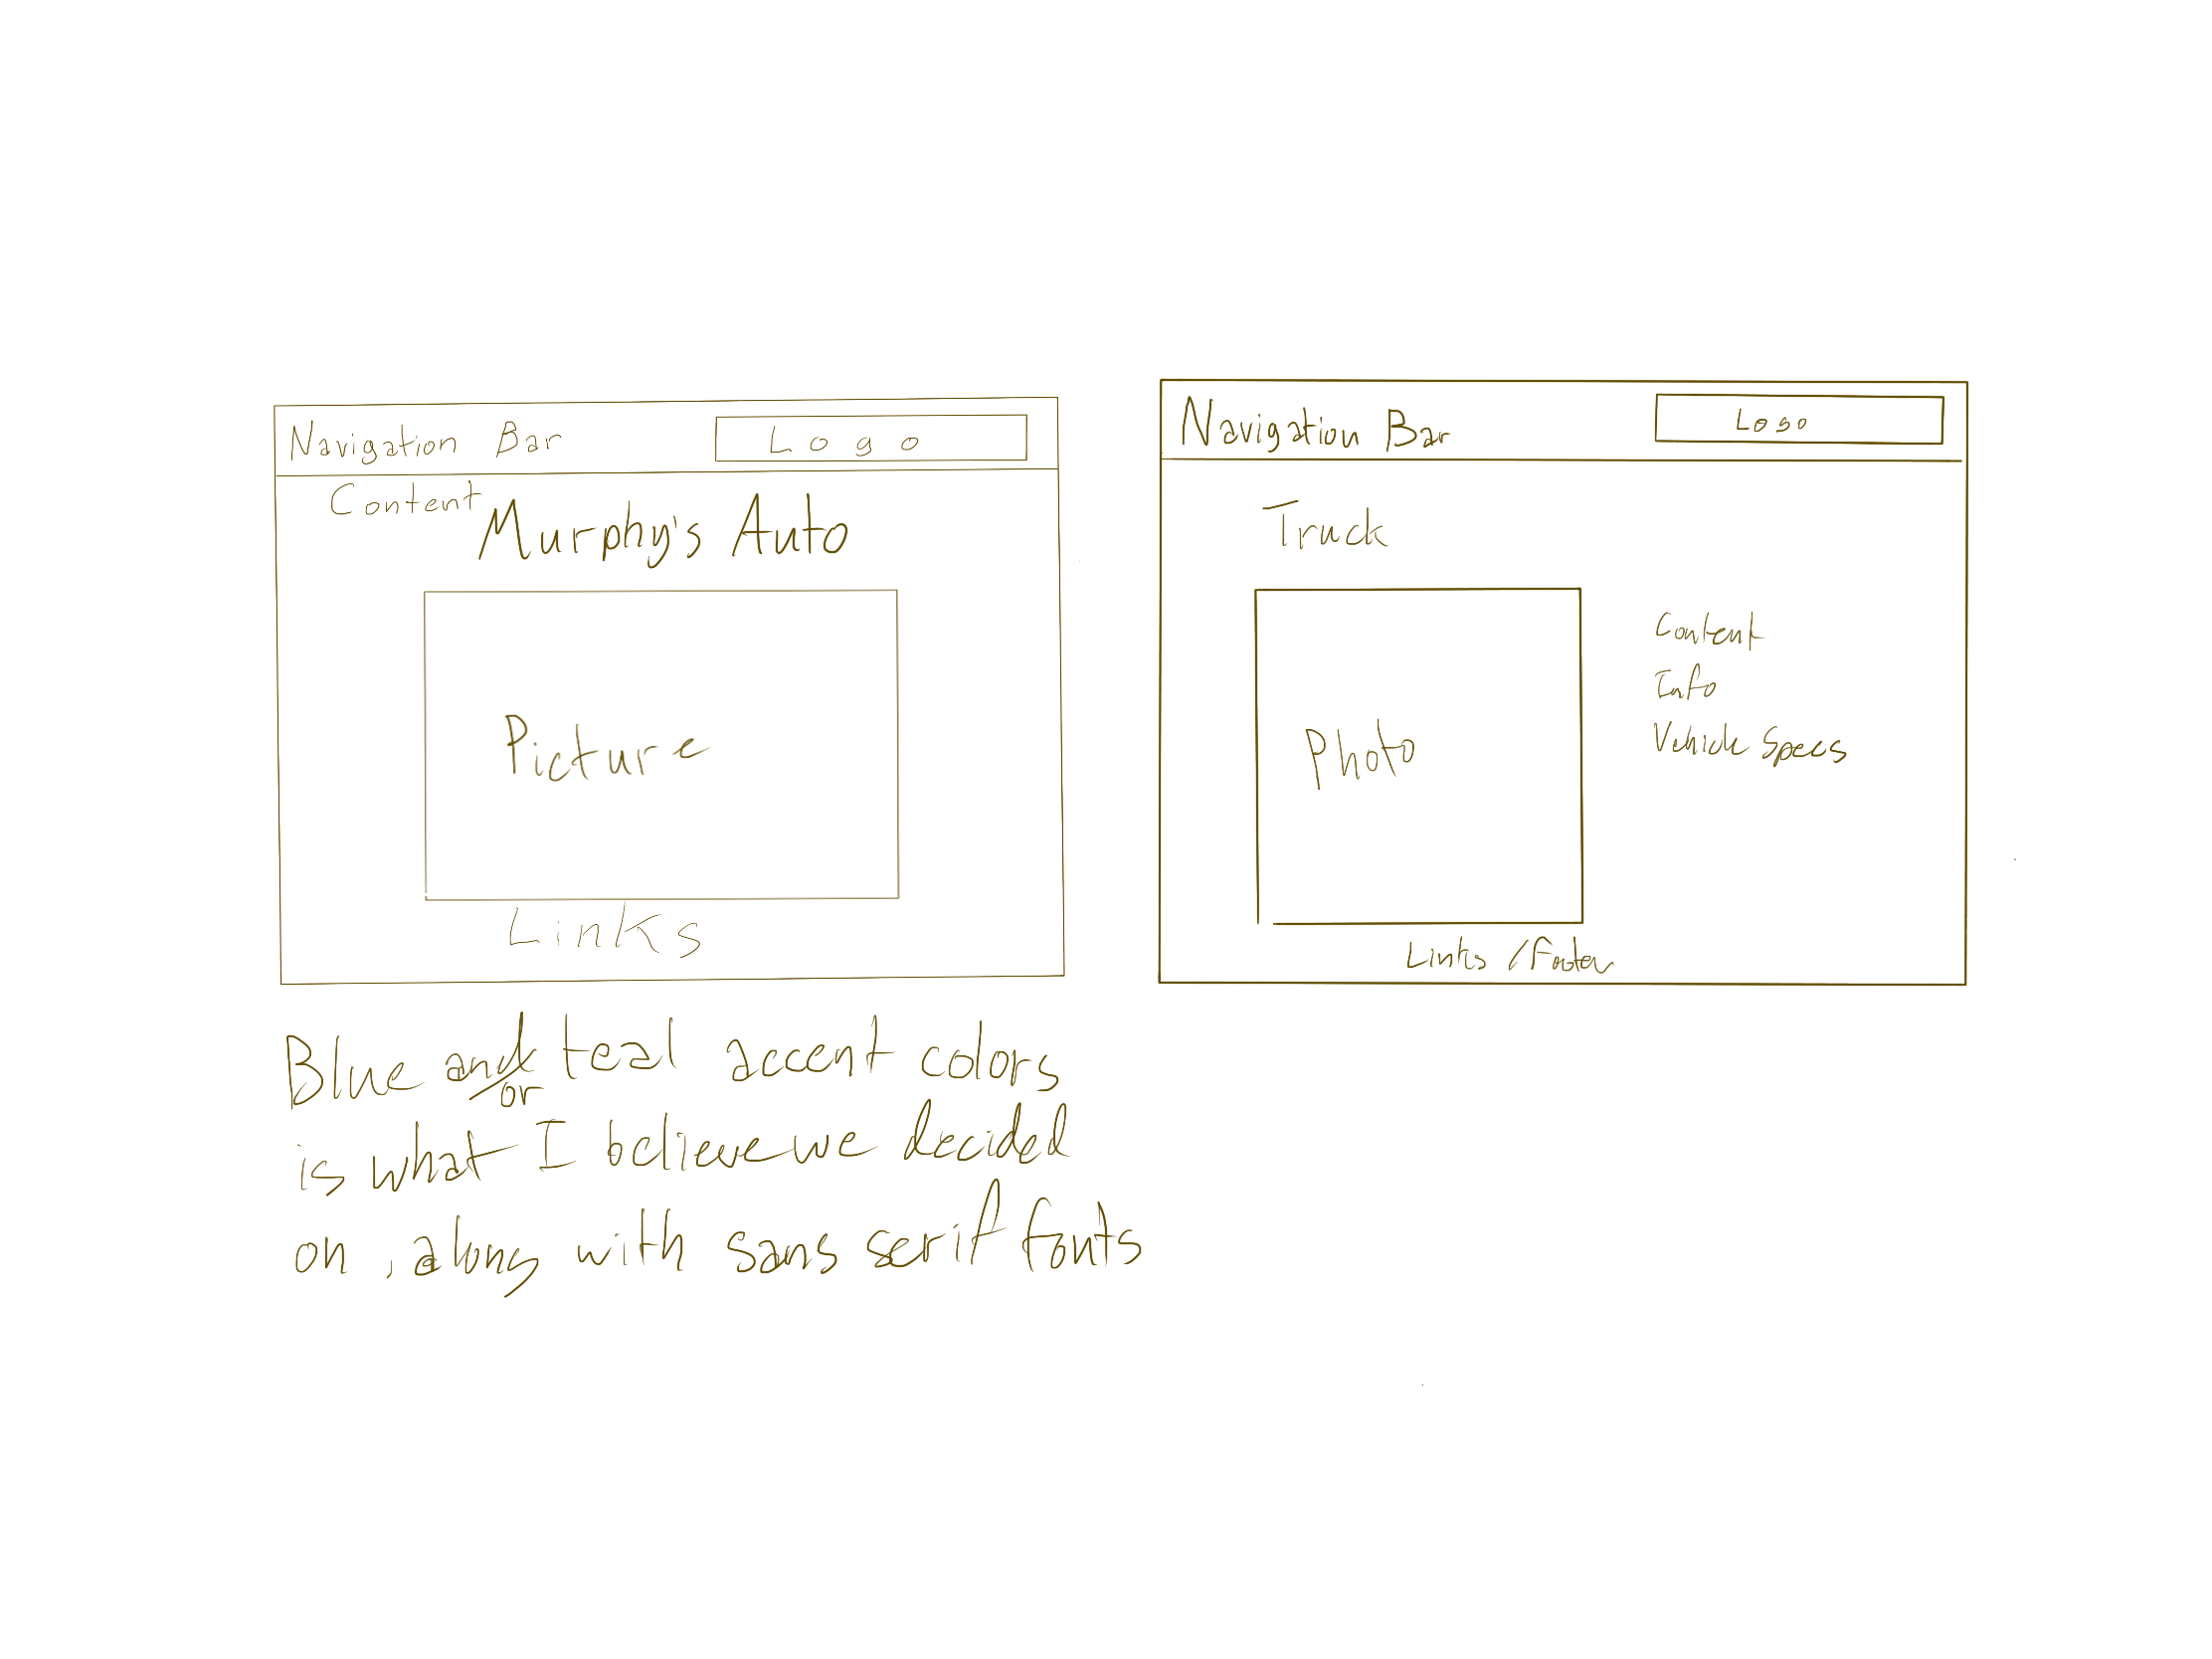 Navigation Bar
Logo
Content
Murphy's Auto
Picture
Links
Navigation Bar
Logo
Truck
Photo
Content
Info
Vehicle Specs
Links / Footer
Blue and/or teal accent colors
is what I believe we decided
on, along with sans serif fonts